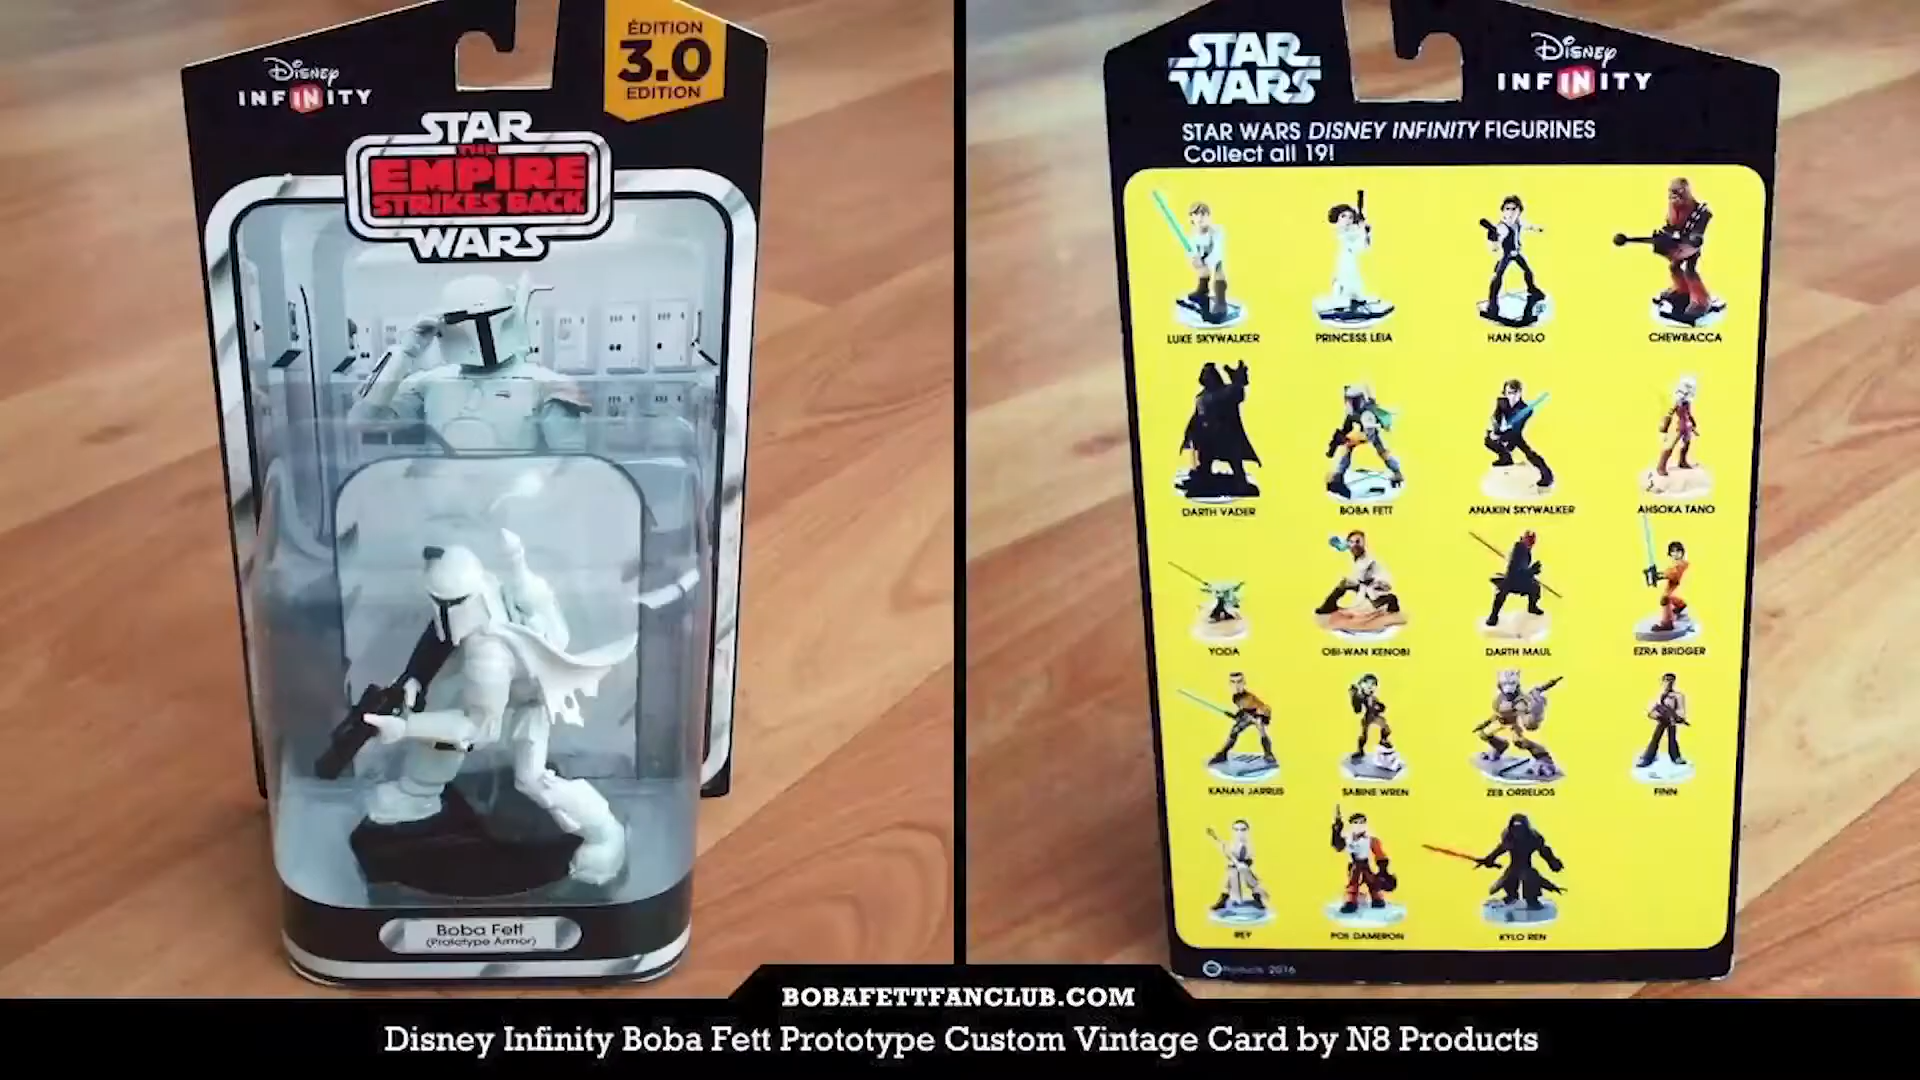 Disney
INFINITY
ÉDITION
3.0
EDITION
STAR
THE
EMPIRE
STRIKES BACK
WARS
Boba Fett
(Prototype Armor)
STAR
WARS
Disney
INFINITY
STAR WARS DISNEY INFINITY FIGURINES
Collect all 19!
LUKE SKYWALKER PRINCESS LEIA HAN SOLO CHEWBACCA
DARTH VADER BOBA FETT ANAKIN SKYWALKER AHSOKA TANO
YODA OBI-WAN KENOBI DARTH MAUL EZRA BRIDGER
KANAN JARRUS SABINE WREN ZEB ORRELIOS FINN
REY POE DAMERON KYLO REN
Products 2016
BOBAFETTFANCLUB.COM
Disney Infinity Boba Fett Prototype Custom Vintage Card by N8 Products